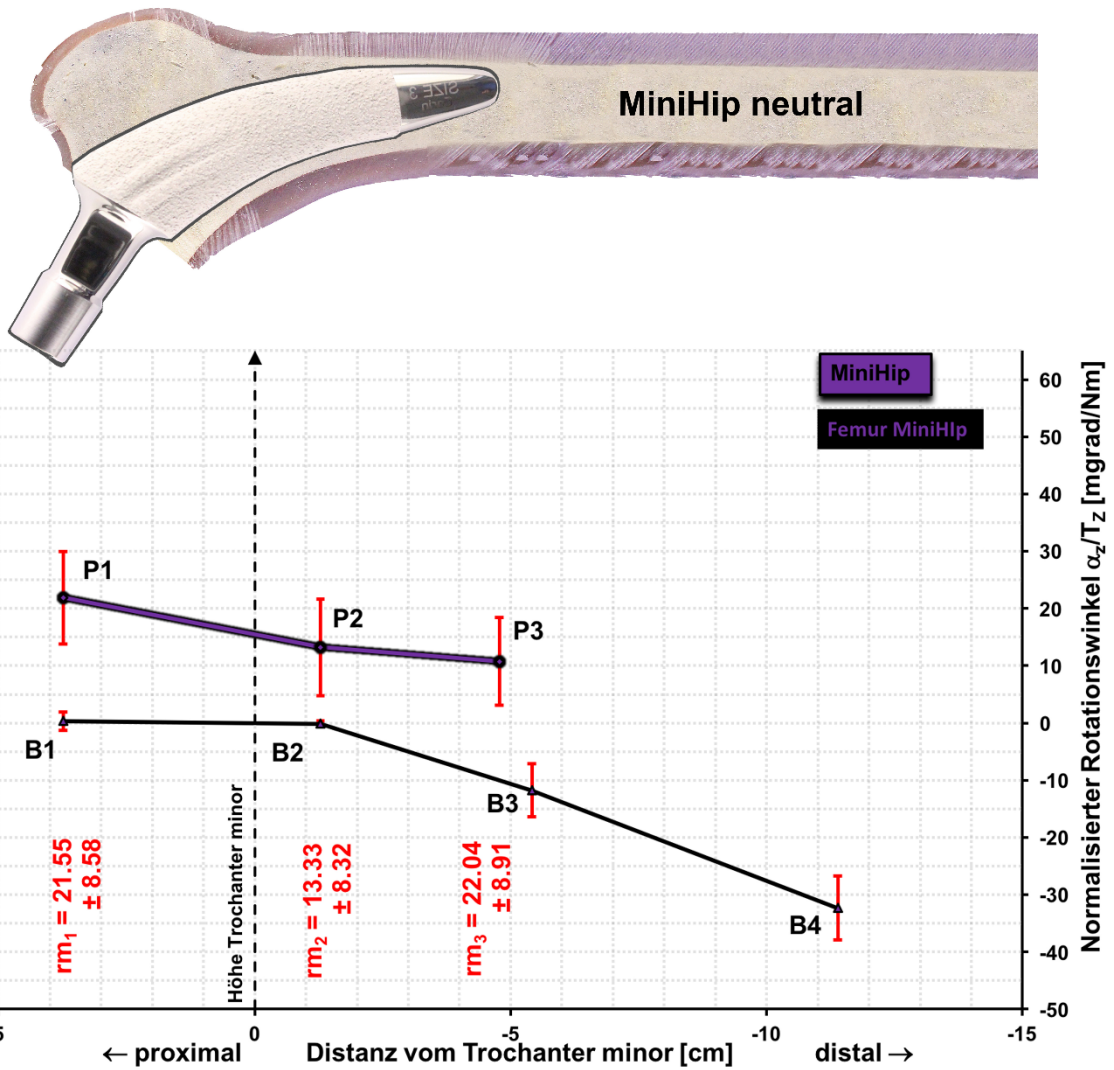 SIZE 3
MiniHip neutral
MiniHip
Femur MiniHIp
60
50
40
30
20
10
0
-10
-20
-30
-40
-50
Normalisierter Rotationswinkel αz/TZ [mgrad/Nm]
P1
P2
P3
B1
B2
B3
B4
rm1 = 21.55
± 8.58
Höhe Trochanter minor
rm2 = 13.33
± 8.32
rm3 = 22.04
± 8.91
5
0
-5
-10
-15
← proximal
Distanz vom Trochanter minor [cm]
distal →